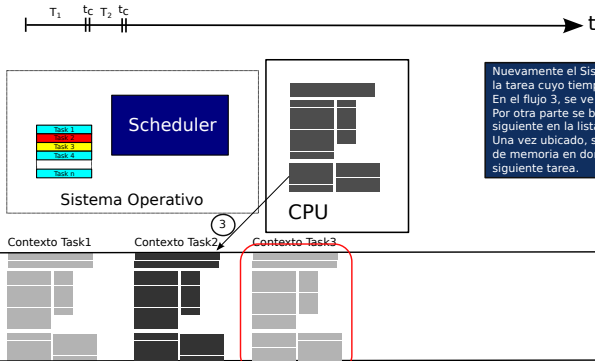 T1 tc T2 tc
t
Nuevamente el Sis
la tarea cuyo tiemp
En el flujo 3, se ve
Por otra parte se b
siguiente en la lista
Una vez ubicado, s
de memoria en don
siguiente tarea.
Scheduler
Task 1
Task 2
Task 3
Task 4
Task n
Sistema Operativo
CPU
3
Contexto Task1 Contexto Task2 Contexto Task3